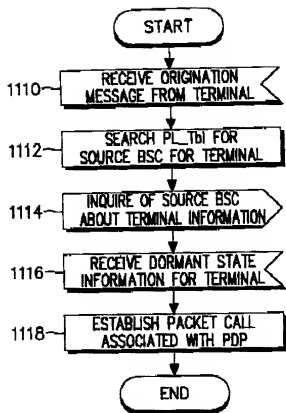 START
1110
RECEIVE ORIGINATION
MESSAGE FROM TERMINAL
1112
SEARCH PI_Tbl FOR
SOURCE BSC FOR TERMINAL
1114
INQUIRE OF SOURCE BSC
ABOUT TERMINAL INFORMATION
1116
RECEIVE DORMANT STATE
INFORMATION FOR TERMINAL
1118
ESTABLISH PACKET CALL
ASSOCIATED WITH PDP
END